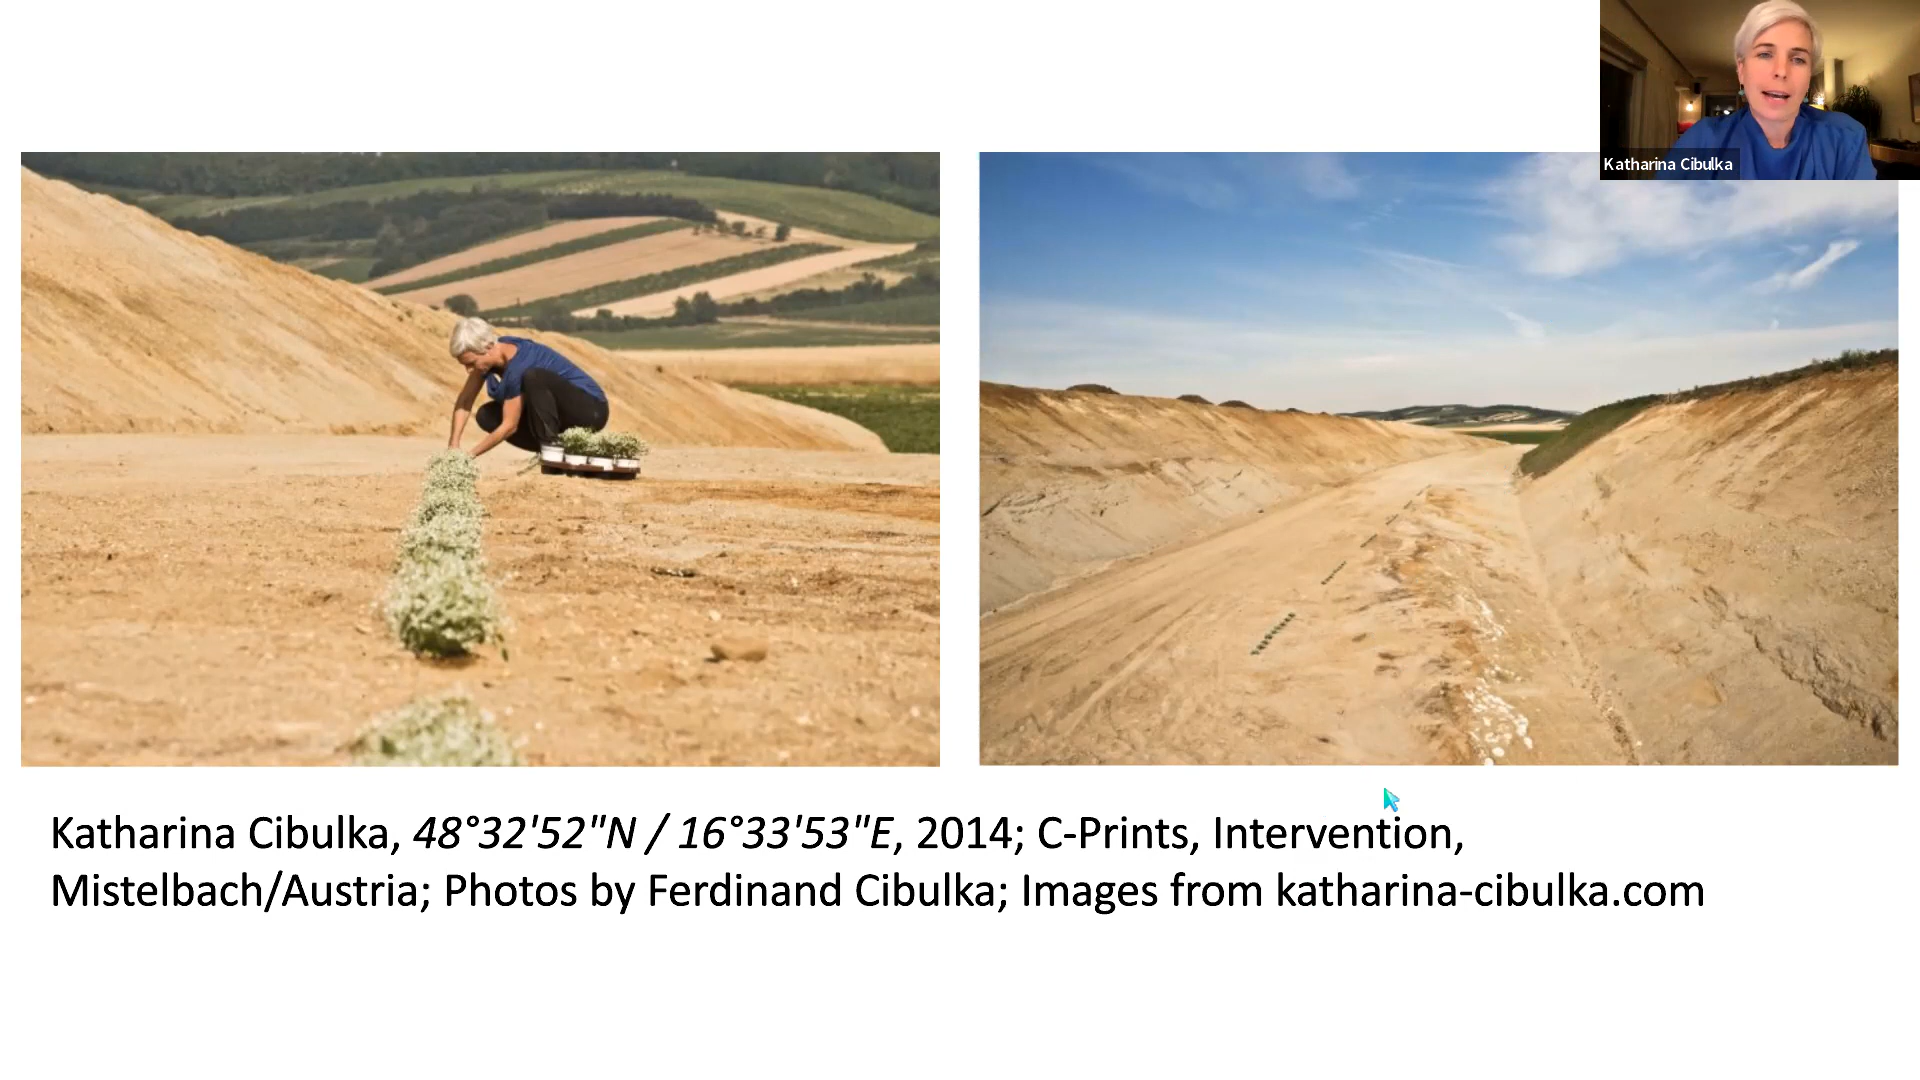 Katharina Cibulka
Katharina Cibulka, 48°32'52"N / 16°33'53"E, 2014; C-Prints, Intervention,
Mistelbach/Austria; Photos by Ferdinand Cibulka; Images from katharina-cibulka.com